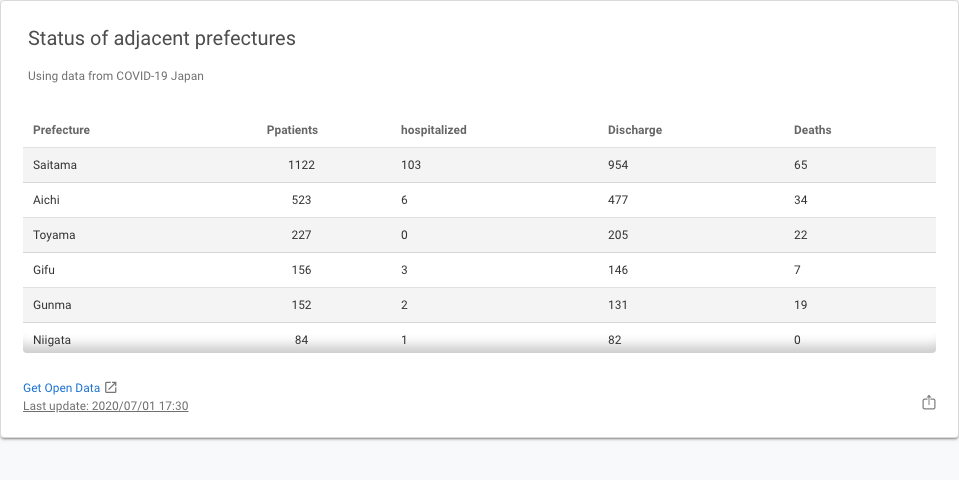 Status of adjacent prefectures
Using data from COVID-19 Japan
Prefecture Ppatients hospitalized Discharge Deaths
Saitama 1122 103 954 65
Aichi 523 6 477 34
Toyama 227 0 205 22
Gifu 156 3 146 7
Gunma 152 2 131 19
Niigata 84 1 82 0
Get Open Data
Last update: 2020/07/01 17:30